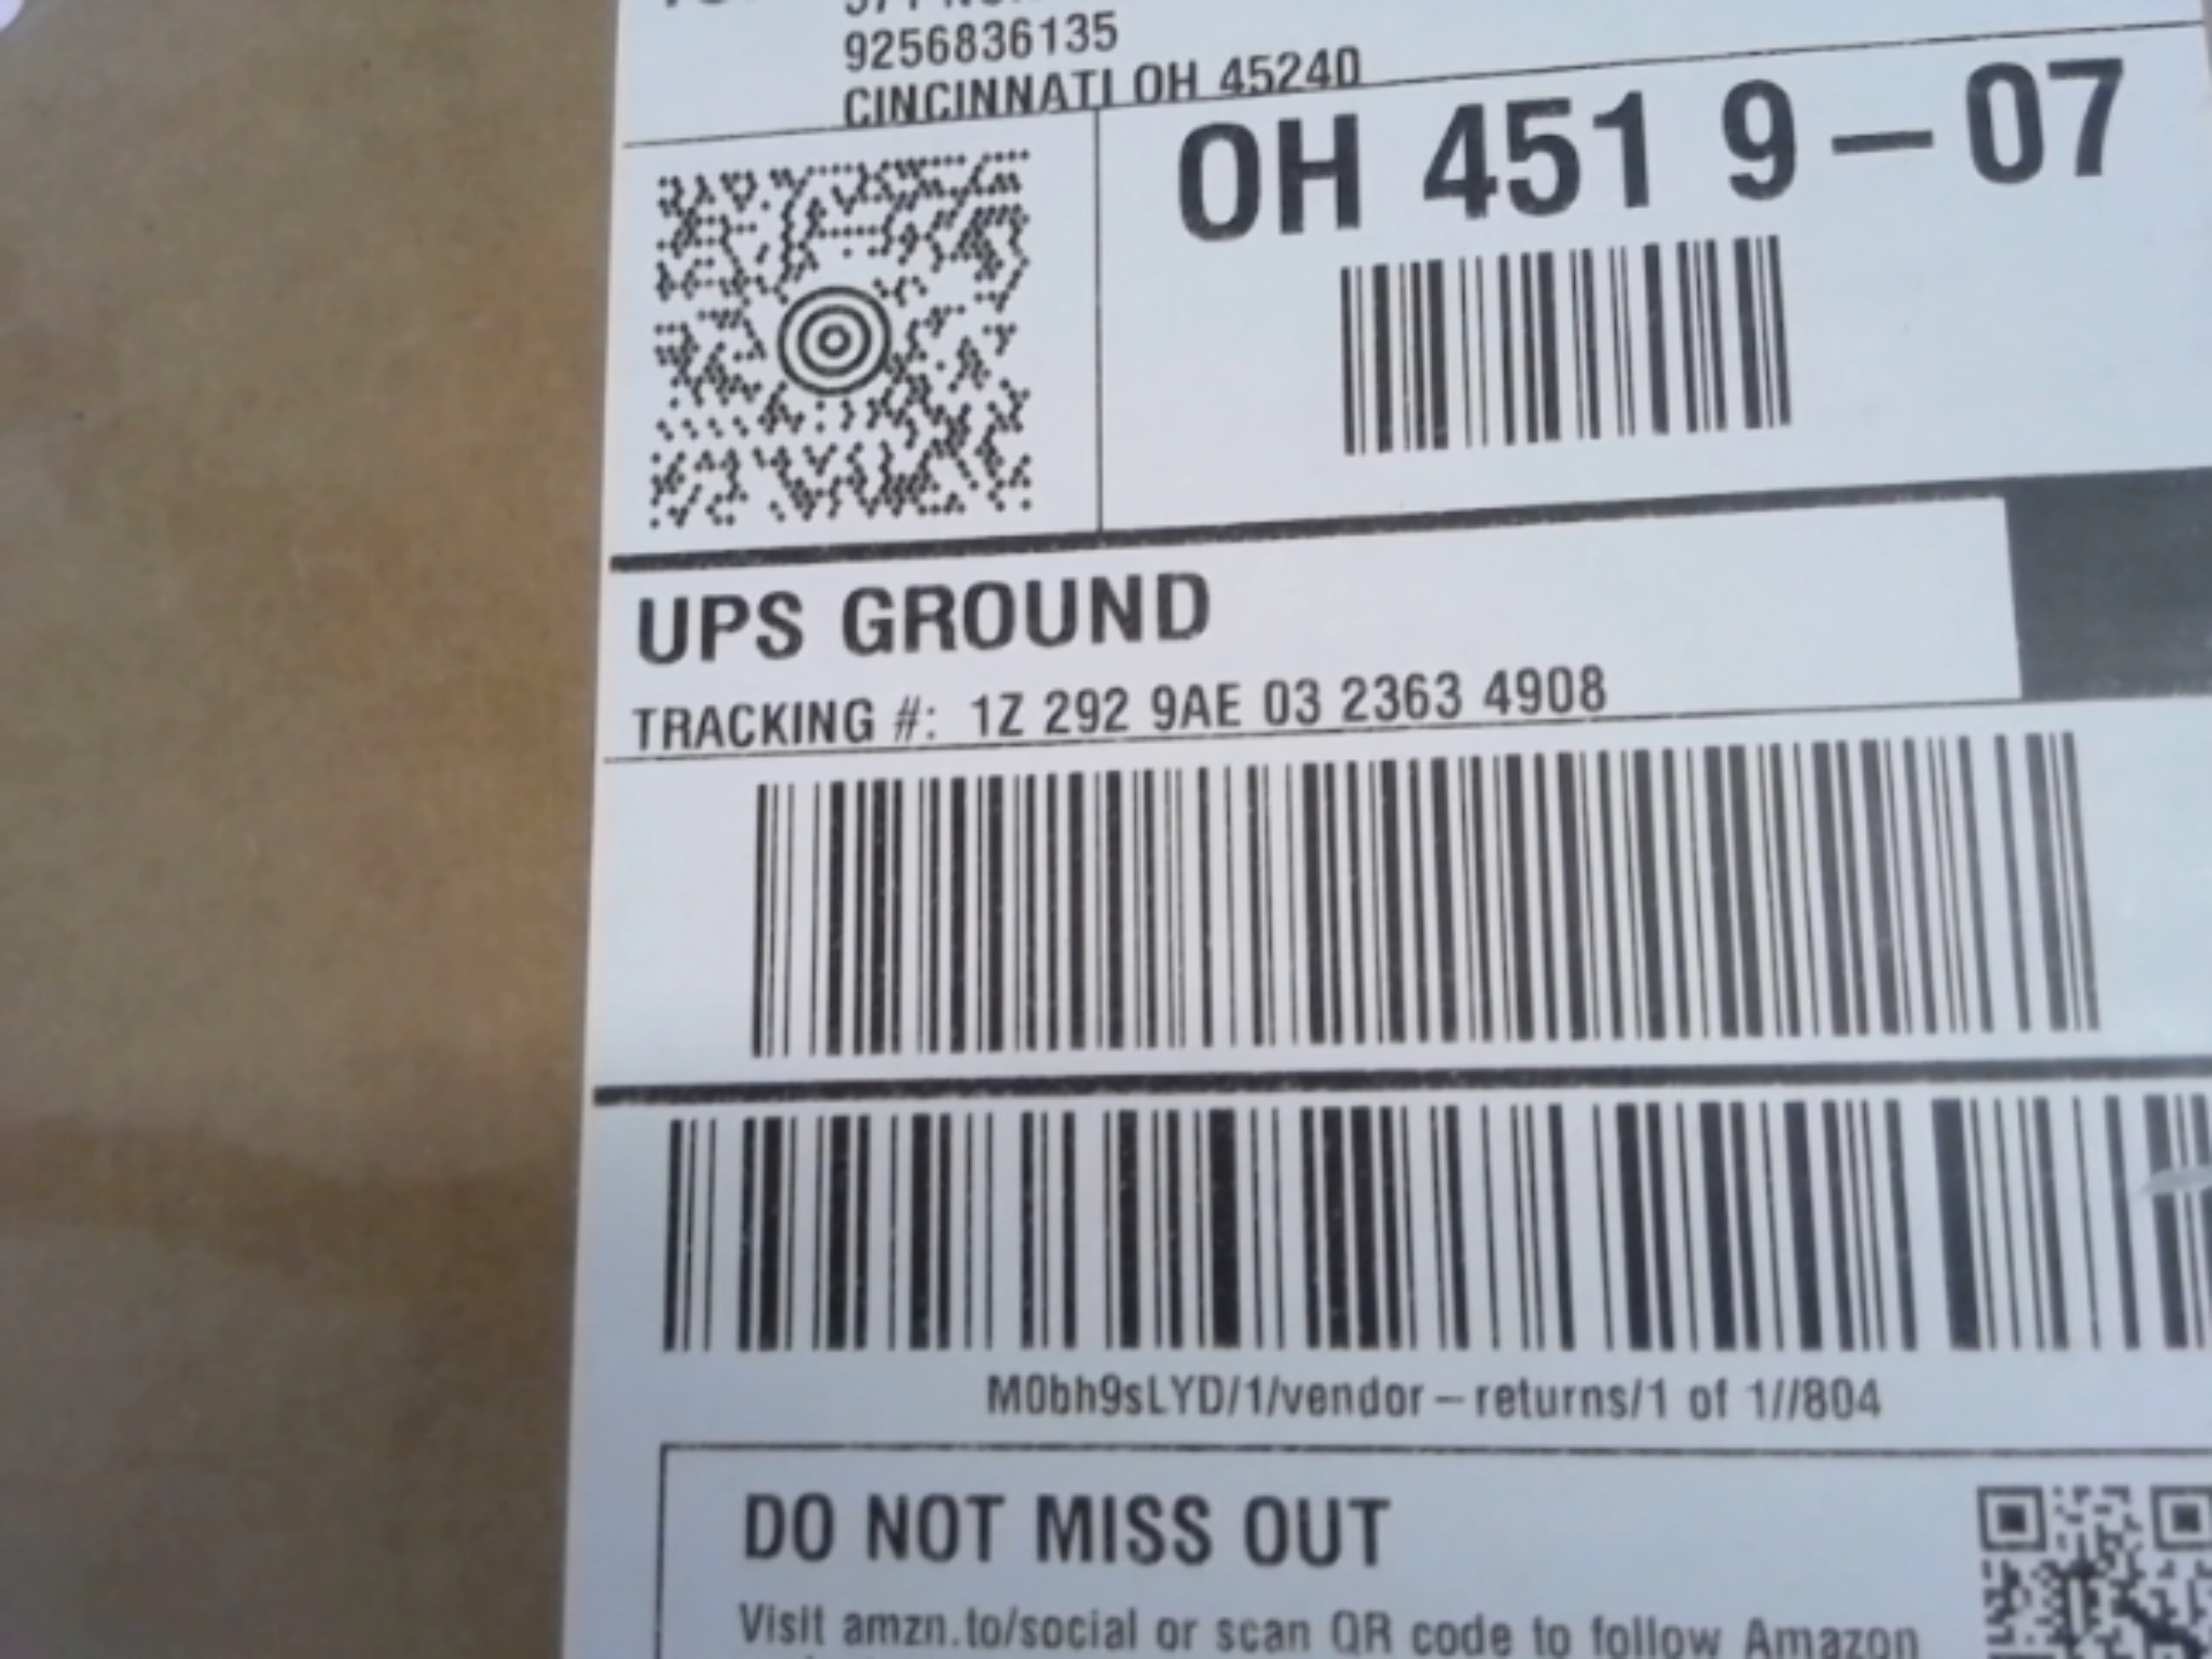 9256836135
CINCINNATI OH 45240
OH 451 9-07
UPS GROUND
TRACKING #: 1Z 292 9AE 03 2363 4908
M0bh9sLYD/1/vendor-returns/1 of 1//804
DO NOT MISS OUT
Visit amzn.to/social or scan QR code to follow Amazon